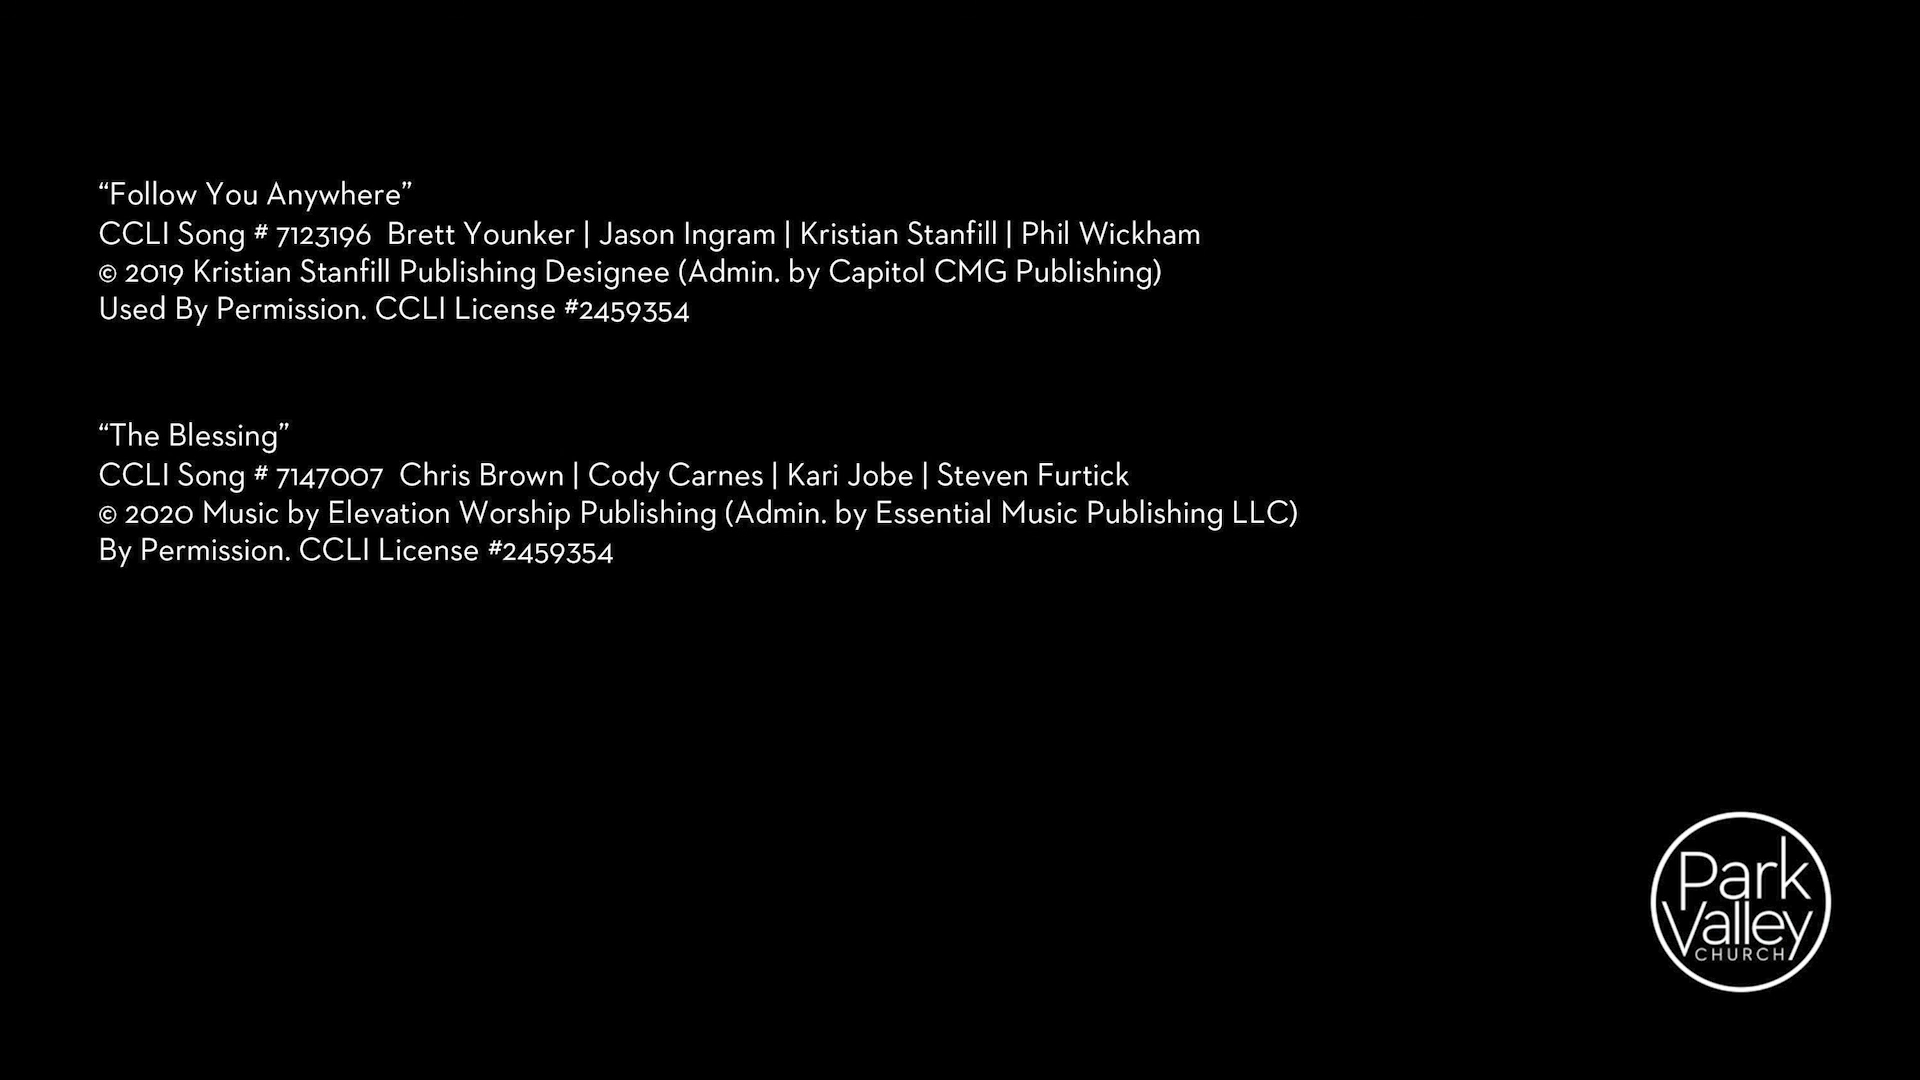 “Follow You Anywhere”
CCLI Song # 7123196  Brett Younker | Jason Ingram | Kristian Stanfill | Phil Wickham
© 2019 Kristian Stanfill Publishing Designee (Admin. by Capitol CMG Publishing)
Used By Permission. CCLI License #2459354
“The Blessing”
CCLI Song # 7147007  Chris Brown | Cody Carnes | Kari Jobe | Steven Furtick
© 2020 Music by Elevation Worship Publishing (Admin. by Essential Music Publishing LLC)
By Permission. CCLI License #2459354
Park
Valley
CHURCH